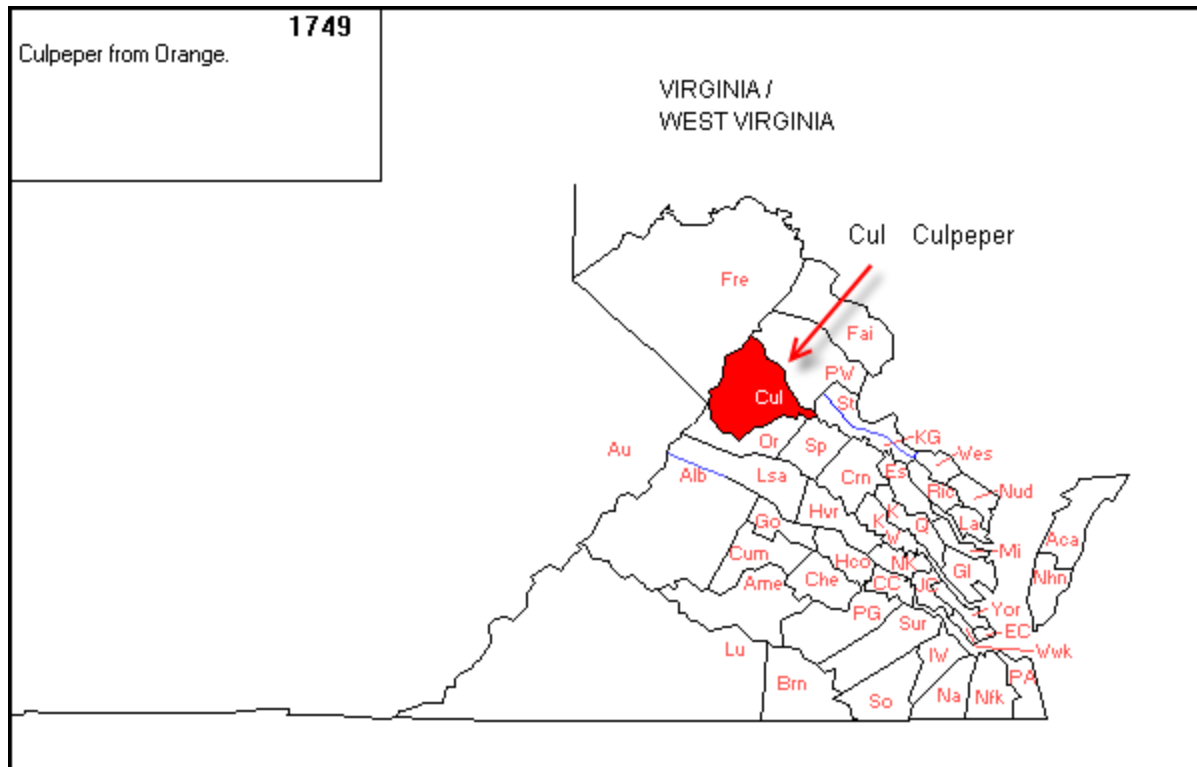 1749
Culpeper from Orange.
VIRGINIA /
WEST VIRGINIA
Cul Culpeper
Fre
Fai
PW
Cul
St
KG
Or
Sp
Wes
Au
Alb
Lsa
Crn
Es
Ric
Nud
Hvr
K
Q
La
Go
K
W
Mi
Aca
Cum
Hco
NK
Gl
Nhn
Ame
Che
CC
JC
Yor
PG
Sur
EC
Lu
IW
Wwk
Brn
So
Na
Nfk
PA